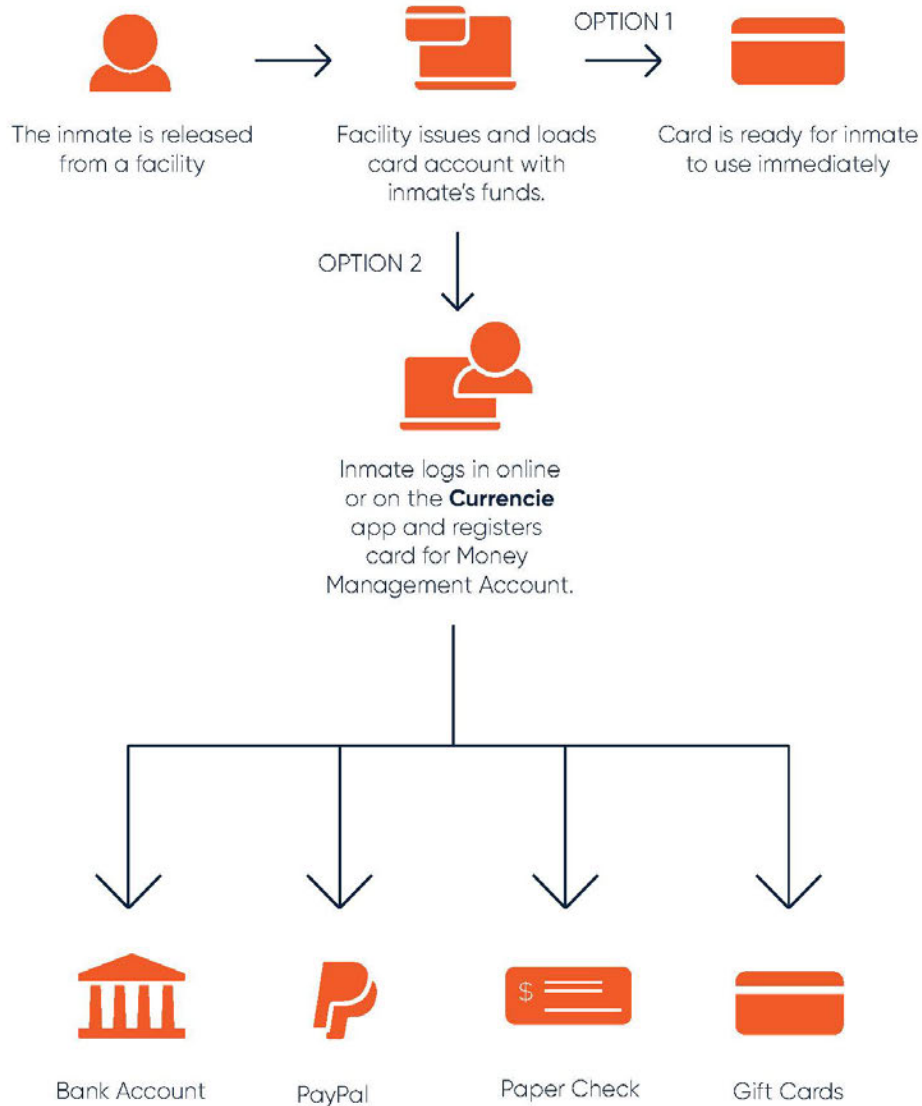 OPTION 1
The inmate is released
from a facility
Facility issues and loads
card account with
inmate's funds.
Card is ready for inmate
to use immediately
OPTION 2
Inmate logs in online
or on the Currencie
app and registers
card for Money
Management Account.
$
Bank Account
PayPal
Paper Check
Gift Cards